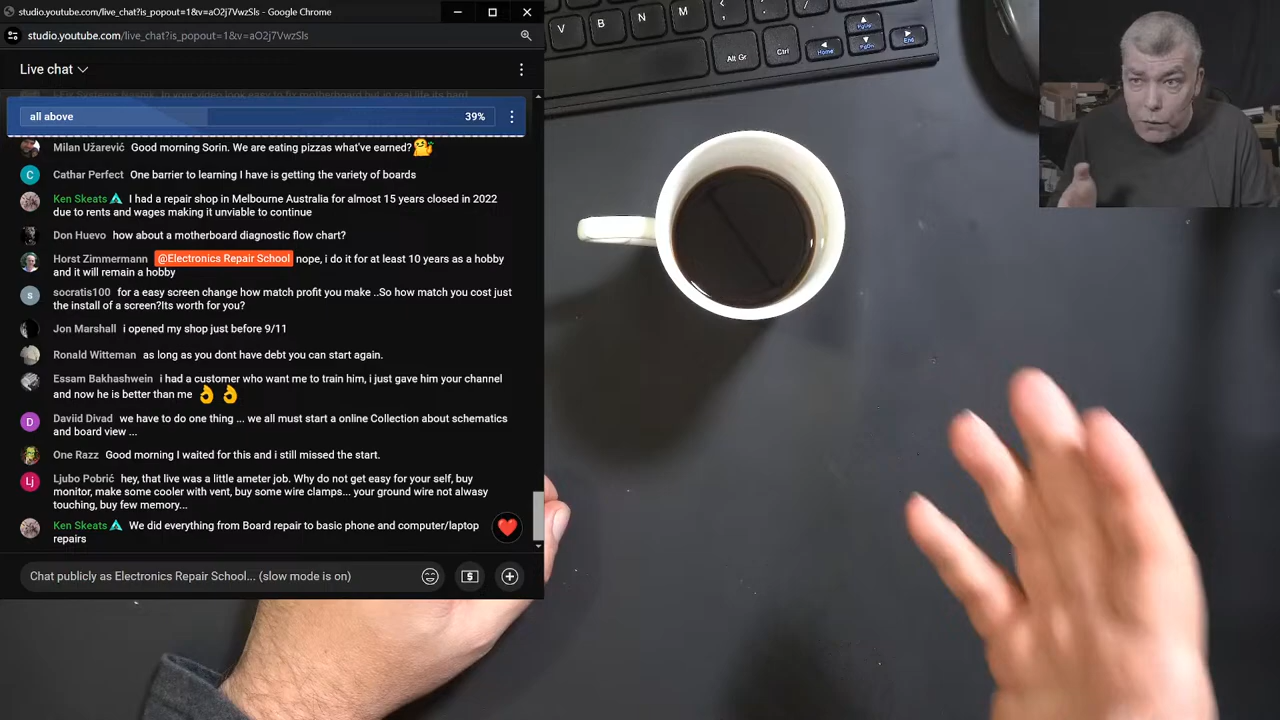 studio.youtube.com/live_chat?is_popout=1&v=aO2j7VwzSls - Google Chrome
studio.youtube.com/live_chat?is_popout=1&v=aO2j7VwzSls
Live chat
all above 39%
Milan Užarević Good morning Sorin. We are eating pizzas what've earned?
Cathar Perfect One barrier to learning I have is getting the variety of boards
Ken Skeats I had a repair shop in Melbourne Australia for almost 15 years closed in 2022
due to rents and wages making it unviable to continue
Don Huevo how about a motherboard diagnostic flow chart?
Horst Zimmermann @Electronics Repair School nope, i do it for at least 10 years as a hobby
and it will remain a hobby
s socratis100 for a easy screen change how match profit you make ..So how match you cost just
the install of a screen?Its worth for you?
Jon Marshall i opened my shop just before 9/11
Ronald Witteman as long as you dont have debt you can start again.
Essam Bakhashwein i had a customer who want me to train him, i just gave him your channel
and now he is better than me 👌 👌
D Daviid Divad we have to do one thing ... we all must start a online Collection about schematics
and board view ...
One Razz Good morning I waited for this and i still missed the start.
Lj Ljubo Pobrić hey, that live was a little ameter job. Why do not get easy for your self, buy
monitor, make some cooler with vent, buy some wire clamps... your ground wire not alwasy
touching, buy few memory...
Ken Skeats We did everything from Board repair to basic phone and computer/laptop
repairs
Chat publicly as Electronics Repair School... (slow mode is on)
V B N M
Alt Gr Ctrl Home PgUp PgDn End